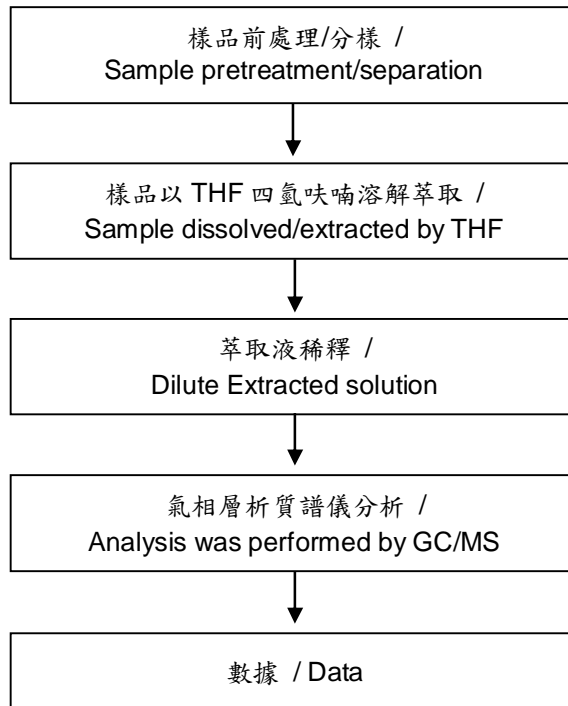 樣品前處理/分樣 /
Sample pretreatment/separation
樣品以 THF 四氫呋喃溶解萃取 /
Sample dissolved/extracted by THF
萃取液稀釋 /
Dilute Extracted solution
氣相層析質譜儀分析 /
Analysis was performed by GC/MS
數據 / Data